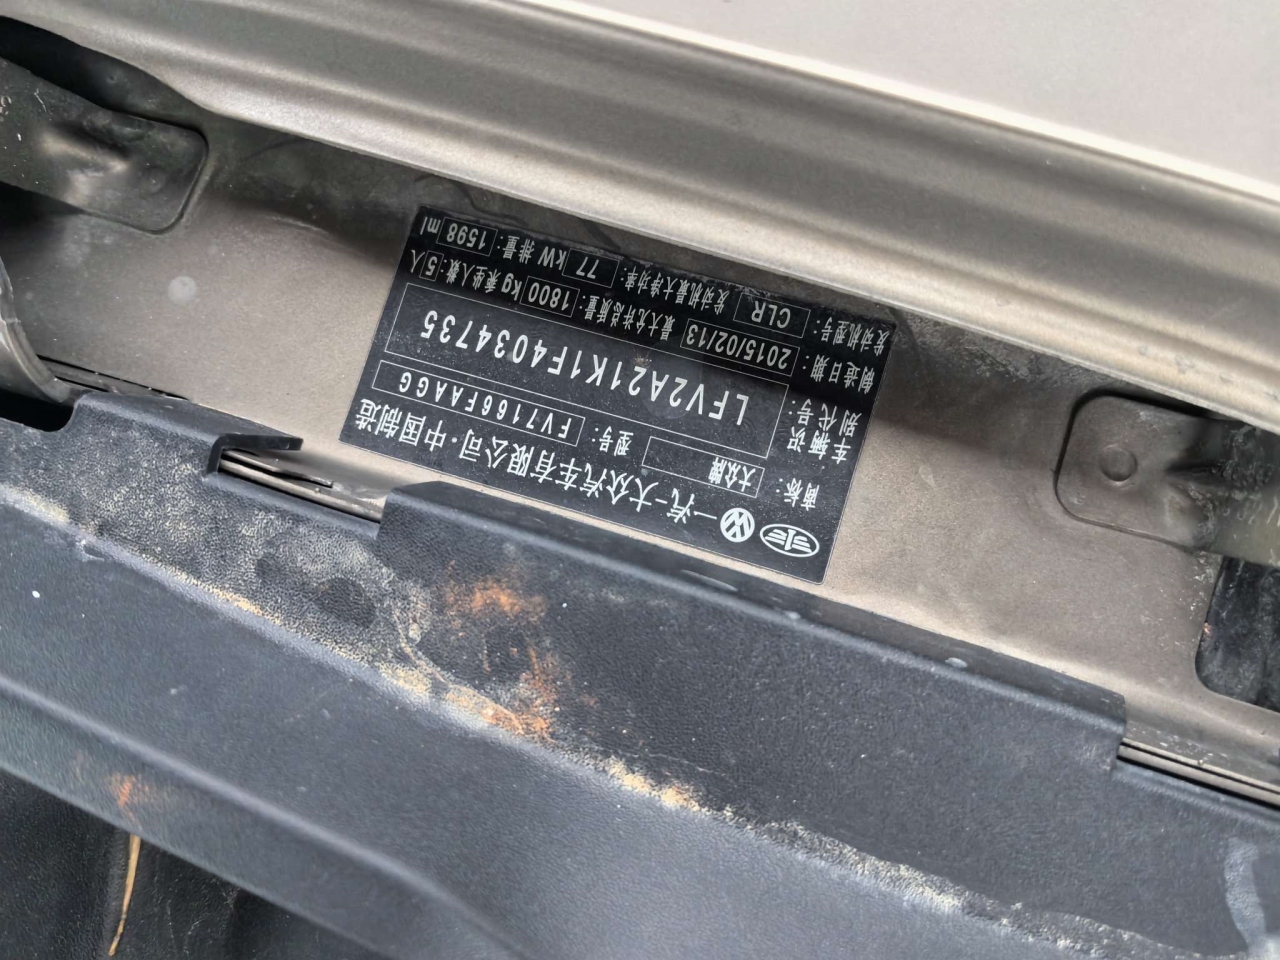 一汽-大众汽车有限公司·中国制造
商标: 大众牌 型号: FV7166FAAGG
车辆识别代号: LFV2A21K1F4034735
制造日期: 2015/02/13 最大允许总质量: 1800 kg 乘坐人数: 5 人
发动机型号: CLR 发动机最大净功率: 77 kW 排量: 1598 ml